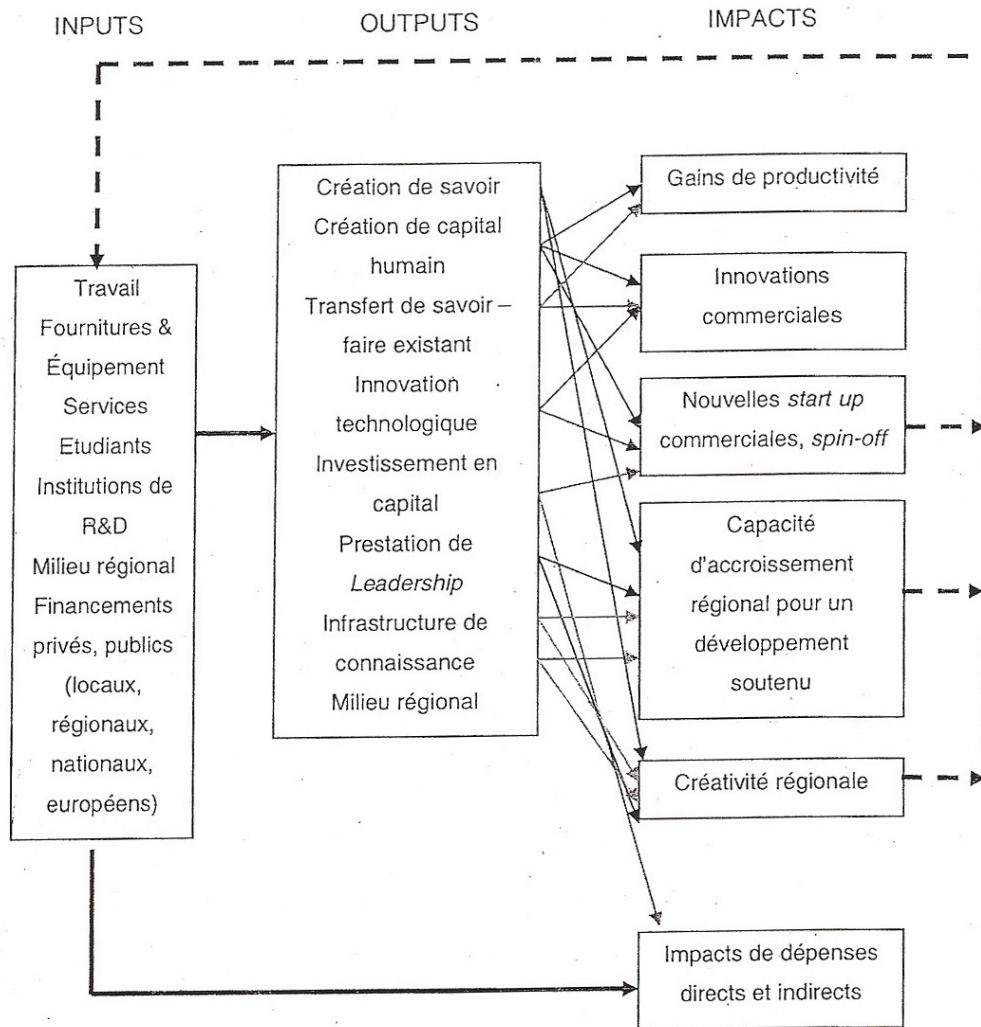 INPUTS
OUTPUTS
IMPACTS
Travail
Fournitures &
Équipement
Services
Etudiants
Institutions de
R&D
Milieu régional
Financements
privés, publics
(locaux,
régionaux,
nationaux,
européens)
Création de savoir
Création de capital
humain
Transfert de savoir –
faire existant
Innovation
technologique
Investissement en
capital
Prestation de
Leadership
Infrastructure de
connaissance
Milieu régional
Gains de productivité
Innovations
commerciales
Nouvelles start up
commerciales, spin-off
Capacité
d'accroissement
régional pour un
développement
soutenu
Créativité régionale
Impacts de dépenses
directs et indirects